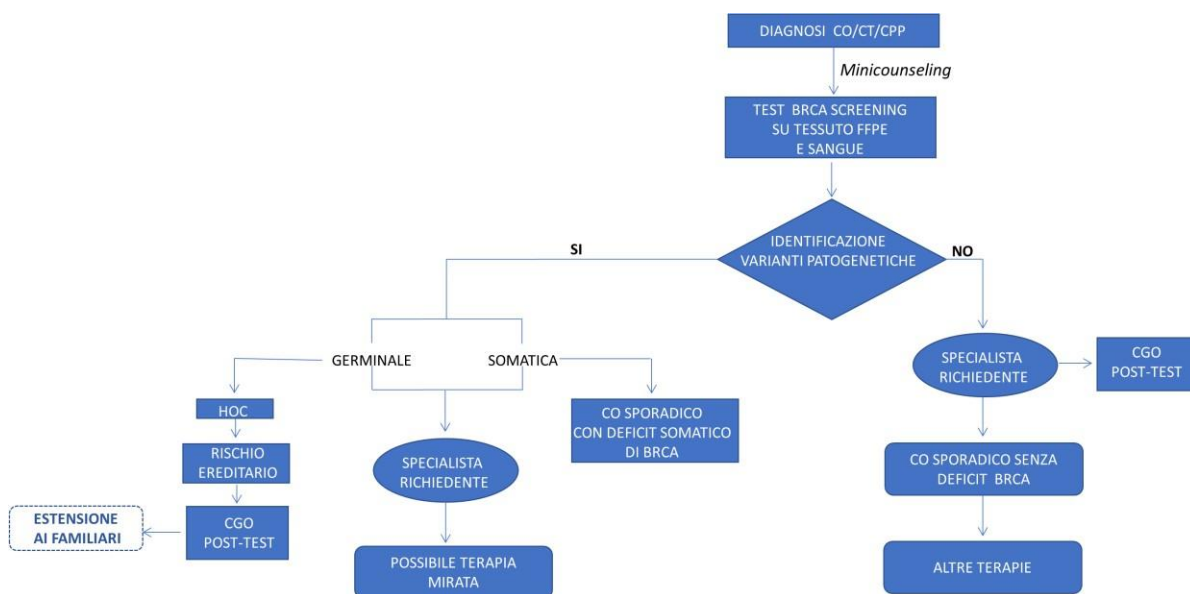 DIAGNOSI CO/CT/CPP
Minicounseling
TEST BRCA SCREENING
SU TESSUTO FFPE
E SANGUE
IDENTIFICAZIONE
VARIANTI PATOGENETICHE
SI
NO
GERMINALE
SOMATICA
HOC
RISCHIO
EREDITARIO
CGO
POST-TEST
ESTENSIONE
AI FAMILIARI
SPECIALISTA
RICHIEDENTE
POSSIBILE TERAPIA
MIRATA
CO SPORADICO
CON DEFICIT SOMATICO
DI BRCA
SPECIALISTA
RICHIEDENTE
CGO
POST-TEST
CO SPORADICO SENZA
DEFICIT BRCA
ALTRE TERAPIE